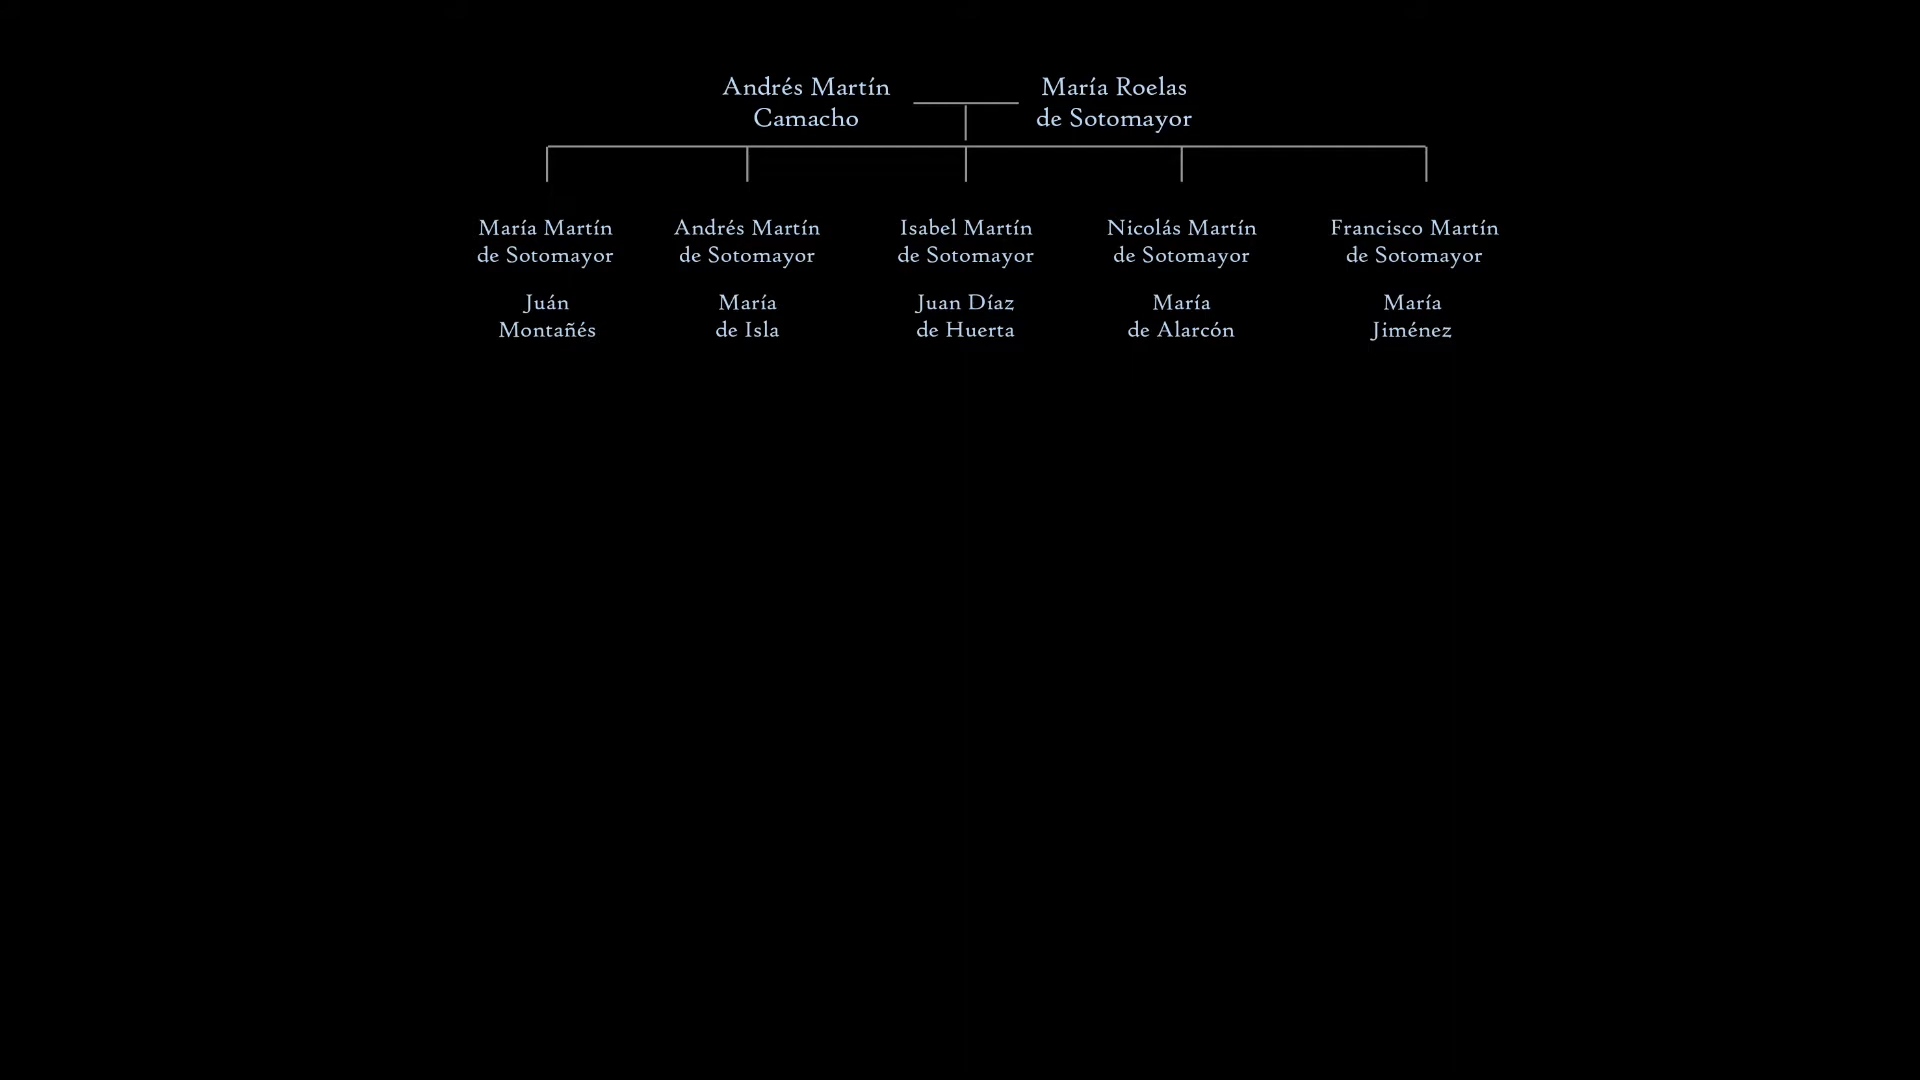 Andrés Martín
Camacho
María Roelas
de Sotomayor
María Martín
de Sotomayor
Andrés Martín
de Sotomayor
Isabel Martín
de Sotomayor
Nicolás Martín
de Sotomayor
Francisco Martín
de Sotomayor
Juán
Montañés
María
de Isla
Juan Díaz
de Huerta
María
de Alarcón
María
Jiménez